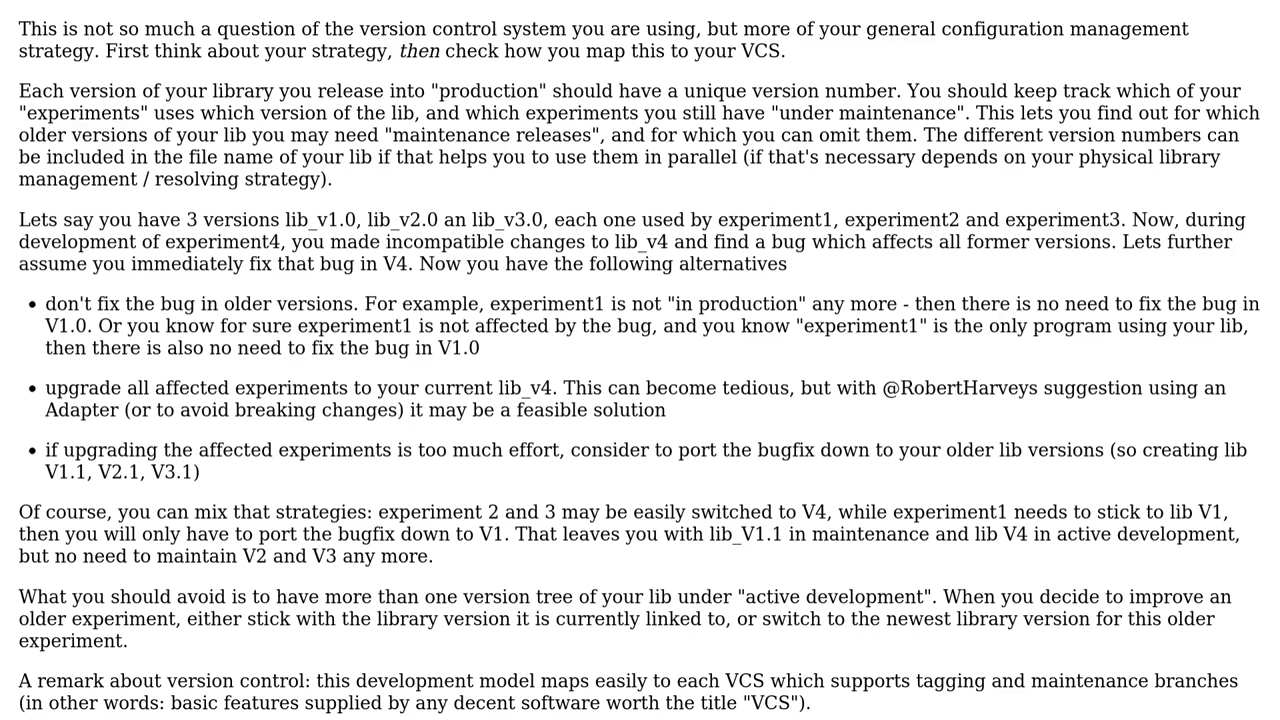 This is not so much a question of the version control system you are using, but more of your general configuration management
strategy. First think about your strategy, then check how you map this to your VCS.
Each version of your library you release into "production" should have a unique version number. You should keep track which of your
"experiments" uses which version of the lib, and which experiments you still have "under maintenance". This lets you find out for which
older versions of your lib you may need "maintenance releases", and for which you can omit them. The different version numbers can
be included in the file name of your lib if that helps you to use them in parallel (if that's necessary depends on your physical library
management / resolving strategy).
Lets say you have 3 versions lib_v1.0, lib_v2.0 an lib_v3.0, each one used by experiment1, experiment2 and experiment3. Now, during
development of experiment4, you made incompatible changes to lib_v4 and find a bug which affects all former versions. Lets further
assume you immediately fix that bug in V4. Now you have the following alternatives
• don't fix the bug in older versions. For example, experiment1 is not "in production" any more - then there is no need to fix the bug in
V1.0. Or you know for sure experiment1 is not affected by the bug, and you know "experiment1" is the only program using your lib,
then there is also no need to fix the bug in V1.0
• upgrade all affected experiments to your current lib_v4. This can become tedious, but with @RobertHarveys suggestion using an
Adapter (or to avoid breaking changes) it may be a feasible solution
• if upgrading the affected experiments is too much effort, consider to port the bugfix down to your older lib versions (so creating lib
V1.1, V2.1, V3.1)
Of course, you can mix that strategies: experiment 2 and 3 may be easily switched to V4, while experiment1 needs to stick to lib V1,
then you will only have to port the bugfix down to V1. That leaves you with lib_V1.1 in maintenance and lib V4 in active development,
but no need to maintain V2 and V3 any more.
What you should avoid is to have more than one version tree of your lib under "active development". When you decide to improve an
older experiment, either stick with the library version it is currently linked to, or switch to the newest library version for this older
experiment.
A remark about version control: this development model maps easily to each VCS which supports tagging and maintenance branches
(in other words: basic features supplied by any decent software worth the title "VCS").